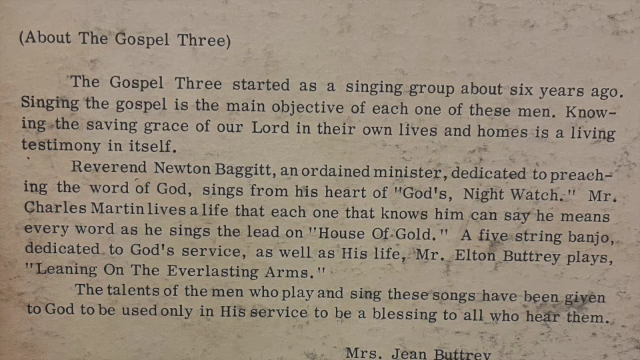 (About The Gospel Three)
The Gospel Three started as a singing group about six years ago.
Singing the gospel is the main objective of each one of these men. Know-
ing the saving grace of our Lord in their own lives and homes is a living
testimony in itself.
Reverend Newton Baggitt, an ordained minister, dedicated to preach-
ing the word of God, sings from his heart of "God's, Night Watch." Mr.
Charles Martin lives a life that each one that knows him can say he means
every word as he sings the lead on "House Of Gold." A five string banjo,
dedicated to God's service, as well as His life, Mr. Elton Buttrey plays,
"Leaning On The Everlasting Arms."
The talents of the men who play and sing these songs have been given
to God to be used only in His service to be a blessing to all who hear them.
Mrs. Jean Buttrey